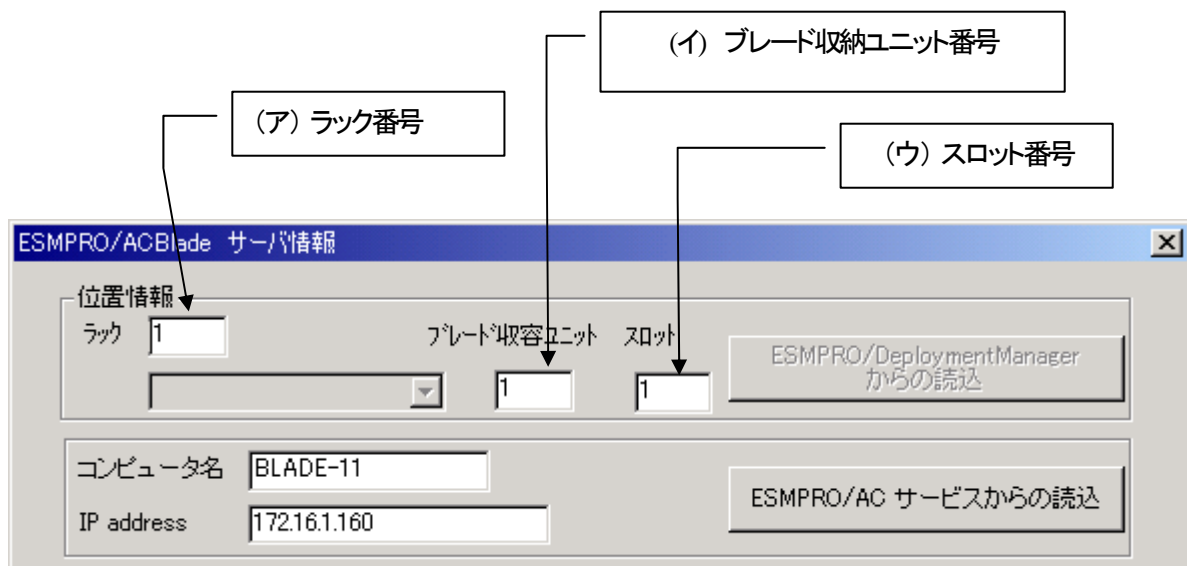 (イ) ブレード収納ユニット番号
(ア) ラック番号
(ウ) スロット番号
ESMPRO/ACBlade サーバ情報
位置情報
ラック 1 ブレード収容ユニット スロット
1 1
ESMPRO/DeploymentManager
からの読込
コンピュータ名 BLADE-11
IP address 172.16.1.160
ESMPRO/AC サービスからの読込